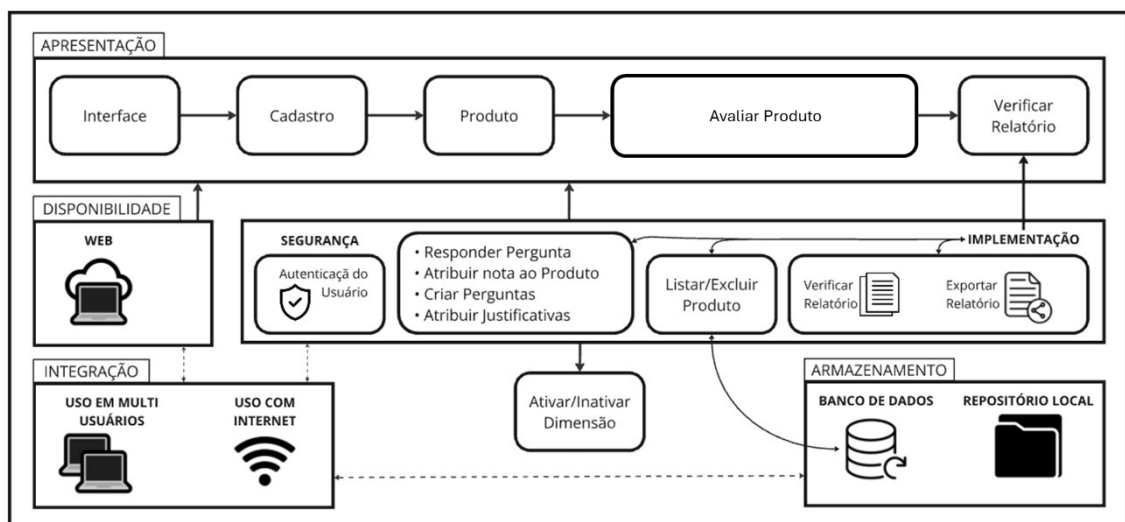 APRESENTAÇÃO
Interface
Cadastro
Produto
Avaliar Produto
Verificar
Relatório
DISPONIBILIDADE
WEB
SEGURANÇA
Autenticaçã do
Usuário
• Responder Pergunta
• Atribuir nota ao Produto
• Criar Perguntas
• Atribuir Justificativas
Listar/Excluir
Produto
IMPLEMENTAÇÃO
Verificar
Relatório
Exportar
Relatório
INTEGRAÇÃO
USO EM MULTI
USUÁRIOS
USO COM
INTERNET
Ativar/Inativar
Dimensão
ARMAZENAMENTO
BANCO DE DADOS
REPOSITÓRIO LOCAL